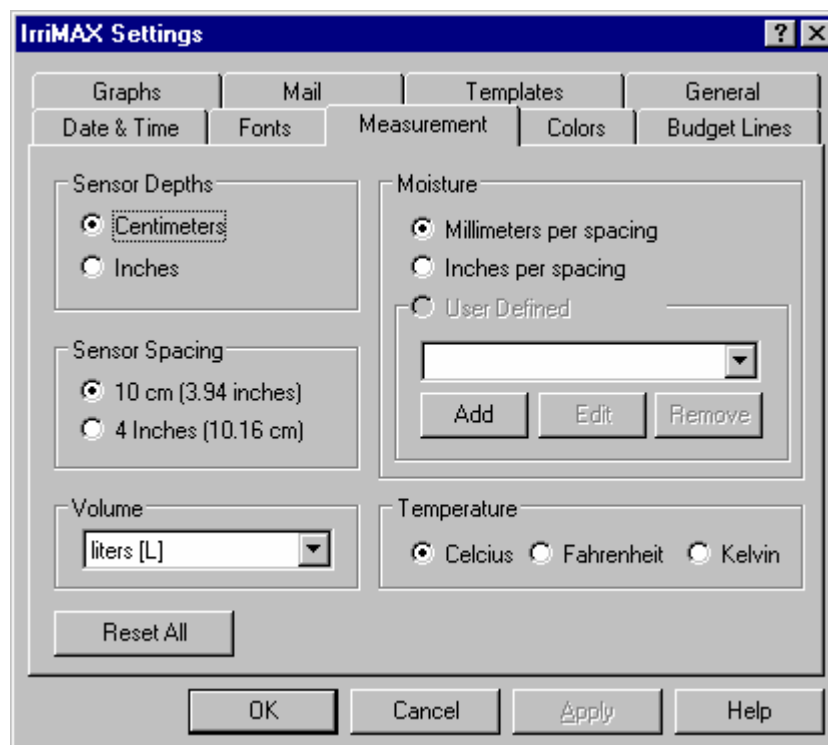 IrriMAX Settings
Graphs Mail Templates General
Date & Time Fonts Measurement Colors Budget Lines
Sensor Depths
Centimeters
Inches
Sensor Spacing
10 cm (3.94 inches)
4 Inches (10.16 cm)
Volume
liters [L]
Moisture
Millimeters per spacing
Inches per spacing
User Defined
Add Edit Remove
Temperature
Celcius Fahrenheit Kelvin
Reset All
OK Cancel Apply Help